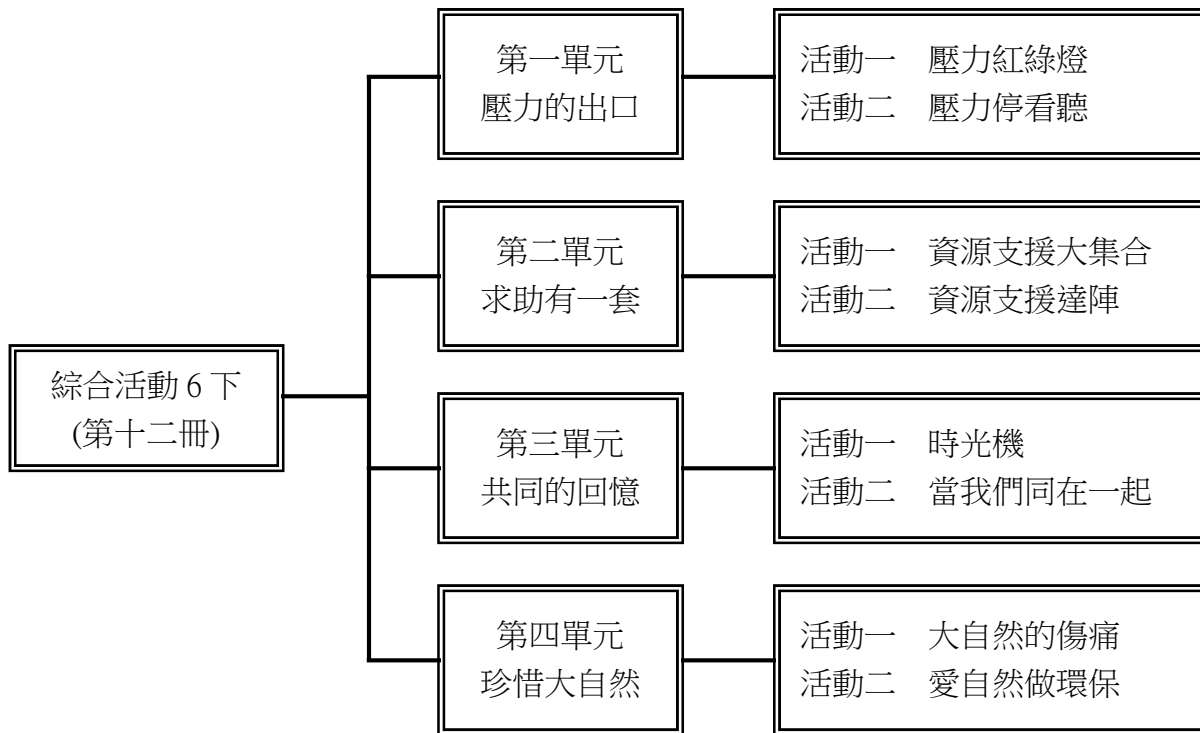 第一單元
壓力的出口
活動一　壓力紅綠燈
活動二　壓力停看聽
第二單元
求助有一套
活動一　資源支援大集合
活動二　資源支援達陣
綜合活動 6 下
(第十二冊)
第三單元
共同的回憶
活動一　時光機
活動二　當我們同在一起
第四單元
珍惜大自然
活動一　大自然的傷痛
活動二　愛自然做環保